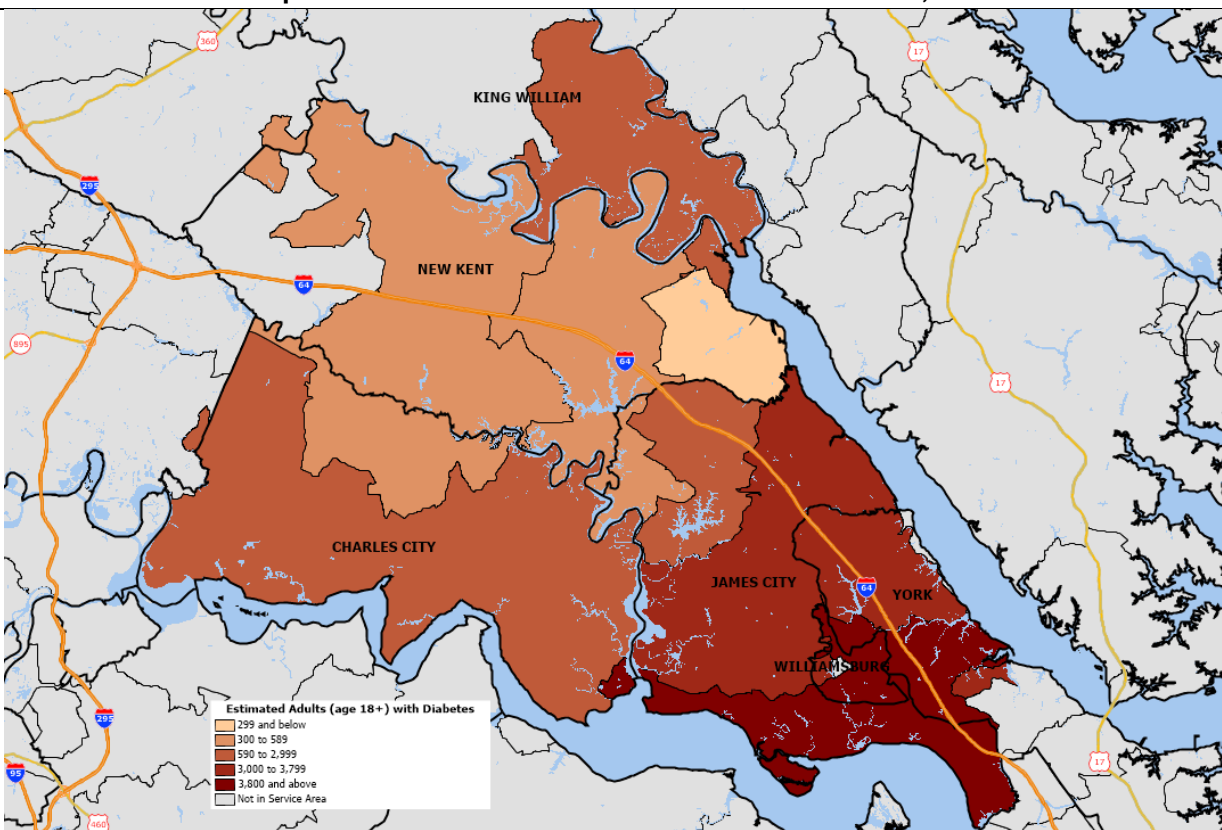 360
17
KING WILLIAM
295
NEW KENT
64
895
64
17
CHARLES CITY
JAMES CITY
64
YORK
WILLIAMSBURG
Estimated Adults (age 18+) with Diabetes
299 and below
300 to 589
590 to 2,999
3,000 to 3,799
3,800 and above
Not in Service Area
295
17
95
460